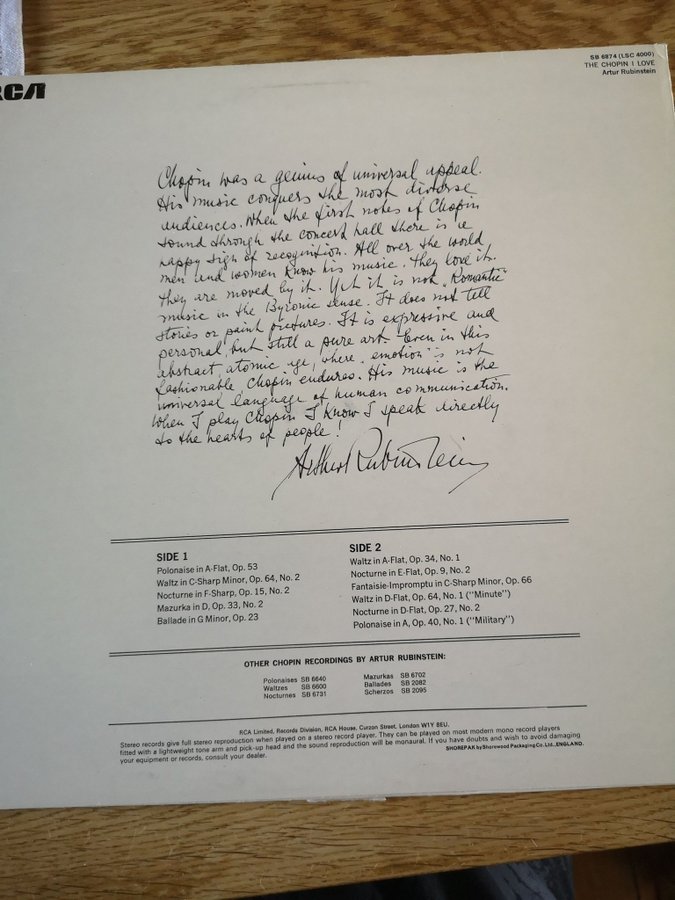 RCA
SB 6874 (LSC 4000)
THE CHOPIN I LOVE
Artur Rubinstein
Chopin was a genius of universal appeal.
His music conquers the most diverse
audiences. When the first notes of Chopin
sound through the concert hall there is a
happy sigh of recognition. All over the world
men and women know his music. They love it.
They are moved by it. Yet it is not „Romantic"
music in the Byronic sense. It does not tell
stories or paint pictures. It is expressive and
personal, but still a pure art. Even in this
abstract, atomic age, where „emotion" is not
fashionable, Chopin endures. His music is the
universal language of human communication.
When I play Chopin I know I speak directly
to the hearts of people!
Arthur Rubinstein
SIDE 1
Polonaise in A-Flat, Op. 53
Waltz in C-Sharp Minor, Op. 64, No. 2
Nocturne in F-Sharp, Op. 15, No. 2
Mazurka in D, Op. 33, No. 2
Ballade in G Minor, Op. 23
SIDE 2
Waltz in A-Flat, Op. 34, No. 1
Nocturne in E-Flat, Op. 9, No. 2
Fantaisie-Impromptu in C-Sharp Minor, Op. 66
Waltz in D-Flat, Op. 64, No. 1 ("Minute")
Nocturne in D-Flat, Op. 27, No. 2
Polonaise in A, Op. 40, No. 1 ("Military")
OTHER CHOPIN RECORDINGS BY ARTUR RUBINSTEIN:
Polonaises SB 6640
Waltzes SB 6600
Nocturnes SB 6731
Mazurkas SB 6702
Ballades SB 2082
Scherzos SB 2095
RCA Limited, Records Division, RCA House, Curzon Street, London W1Y 8EU.
Stereo records give full stereo reproduction when played on a stereo record player. They can be played on most modern mono record players
fitted with a lightweight tone arm and pick-up head and the sound reproduction will be monaural. If you have doubts and wish to avoid damaging
your equipment or records, consult your dealer.
SHOREPAK by Shorewood Packaging Co. Ltd., ENGLAND.